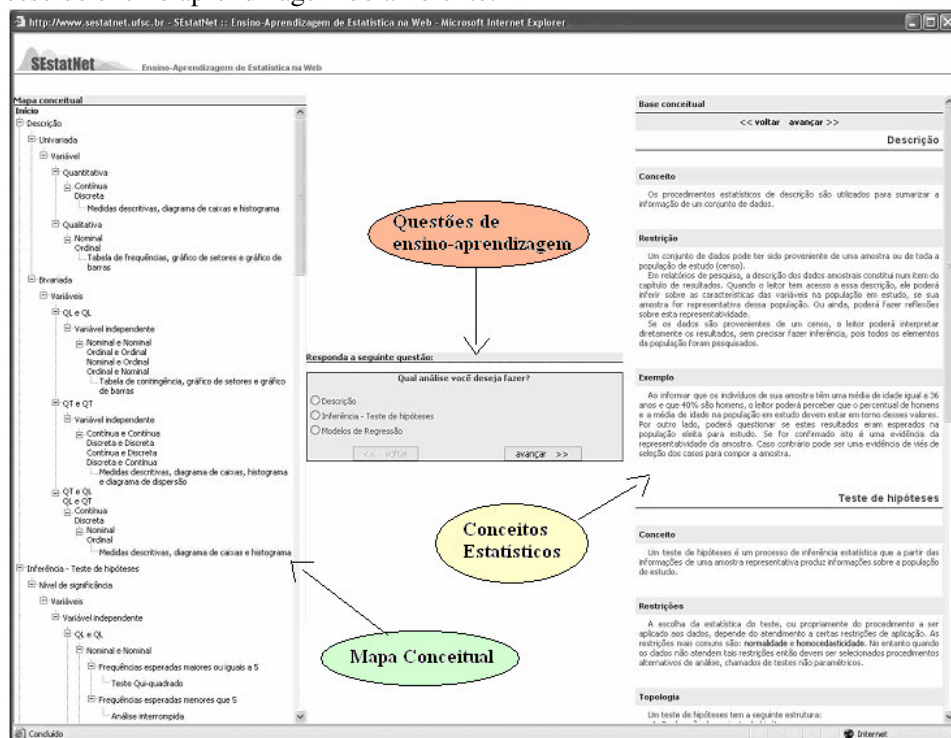 http://www.sestatnet.ufsc.br - SEstatNet :: Ensino-Aprendizagem de Estatística na Web - Microsoft Internet Explorer
SEstatNet
Ensino-Aprendizagem de Estatística na Web
Mapa conceitual
Início
Descrição
Univariada
Variável
Quantitativa
Contínua
Discreta
Medidas descritivas, diagrama de caixas e histograma
Qualitativa
Nominal
Ordinal
Tabela de frequências, gráfico de setores e gráfico de
barras
Bivariada
Variáveis
QL e QL
Variável independente
Nominal e Nominal
Ordinal e Ordinal
Nominal e Ordinal
Ordinal e Nominal
Tabela de contingência, gráfico de setores e gráfico
de barras
QT e QT
Variável independente
Contínua e Contínua
Discreta e Discreta
Contínua e Discreta
Discreta e Contínua
Medidas descritivas, diagrama de caixas, histograma
e diagrama de dispersão
QT e QL
QL e QT
Contínua
Discreta
Nominal
Ordinal
Medidas descritivas, diagrama de caixas e histograma
Inferência - Teste de hipóteses
Nível de significância
Variáveis
Variável independente
QL e QL
Nominal e Nominal
Frequências esperadas maiores ou iguais a 5
Teste Qui-quadrado
Frequências esperadas menores que 5
Análise interrompida
Questões de
ensino-aprendizagem
Responda a seguinte questão:
Qual análise você deseja fazer?
Descrição
Inferência - Teste de hipóteses
Modelos de Regressão
<< voltar
avançar >>
Conceitos
Estatísticos
Mapa Conceitual
Base conceitual
<< voltar avançar >>
Descrição
Conceito
Os procedimentos estatísticos de descrição são utilizados para sumarizar a
informação de um conjunto de dados.
Restrição
Um conjunto de dados pode ter sido proveniente de uma amostra ou de toda a
população de estudo (censo).
Em relatórios de pesquisa, a descrição dos dados amostrais constitui num item do
capítulo de resultados. Quando o leitor tem acesso a essa descrição, ele poderá
inferir sobre as características das variáveis na população em estudo, se sua
amostra for representativa dessa população. Ou ainda, poderá fazer reflexões
sobre esta representatividade.
Se os dados são provenientes de um censo, o leitor poderá interpretar
diretamente os resultados, sem precisar fazer inferência, pois todos os elementos
da população foram pesquisados.
Exemplo
Ao informar que os indivíduos de sua amostra têm uma média de idade igual a 36
anos e que 40% são homens, o leitor poderá perceber que o percentual de homens
e a média de idade na população em estudo devem estar em torno desses valores.
Por outro lado, poderá questionar se estes resultados eram esperados na
população eleita para estudo. Se for confirmado isto é uma evidência da
representatividade da amostra. Caso contrário pode ser uma evidência de viés de
seleção dos casos para compor a amostra.
Teste de hipóteses
Conceito
Um teste de hipóteses é um processo de inferência estatística que a partir das
informações de uma amostra representativa produz informações sobre a população
de estudo.
Restrições
A escolha da estatística do teste, ou propriamente do procedimento a ser
aplicado aos dados, depende do atendimento a certas restrições de aplicação. As
restrições mais comuns são: normalidade e homocedasticidade. No entanto quando
os dados não atendem tais restrições então devem ser selecionados procedimentos
alternativos de análise, chamados de testes não paramétricos.
Topologia
Um teste de hipóteses tem a seguinte estrutura:
Concluído
Internet